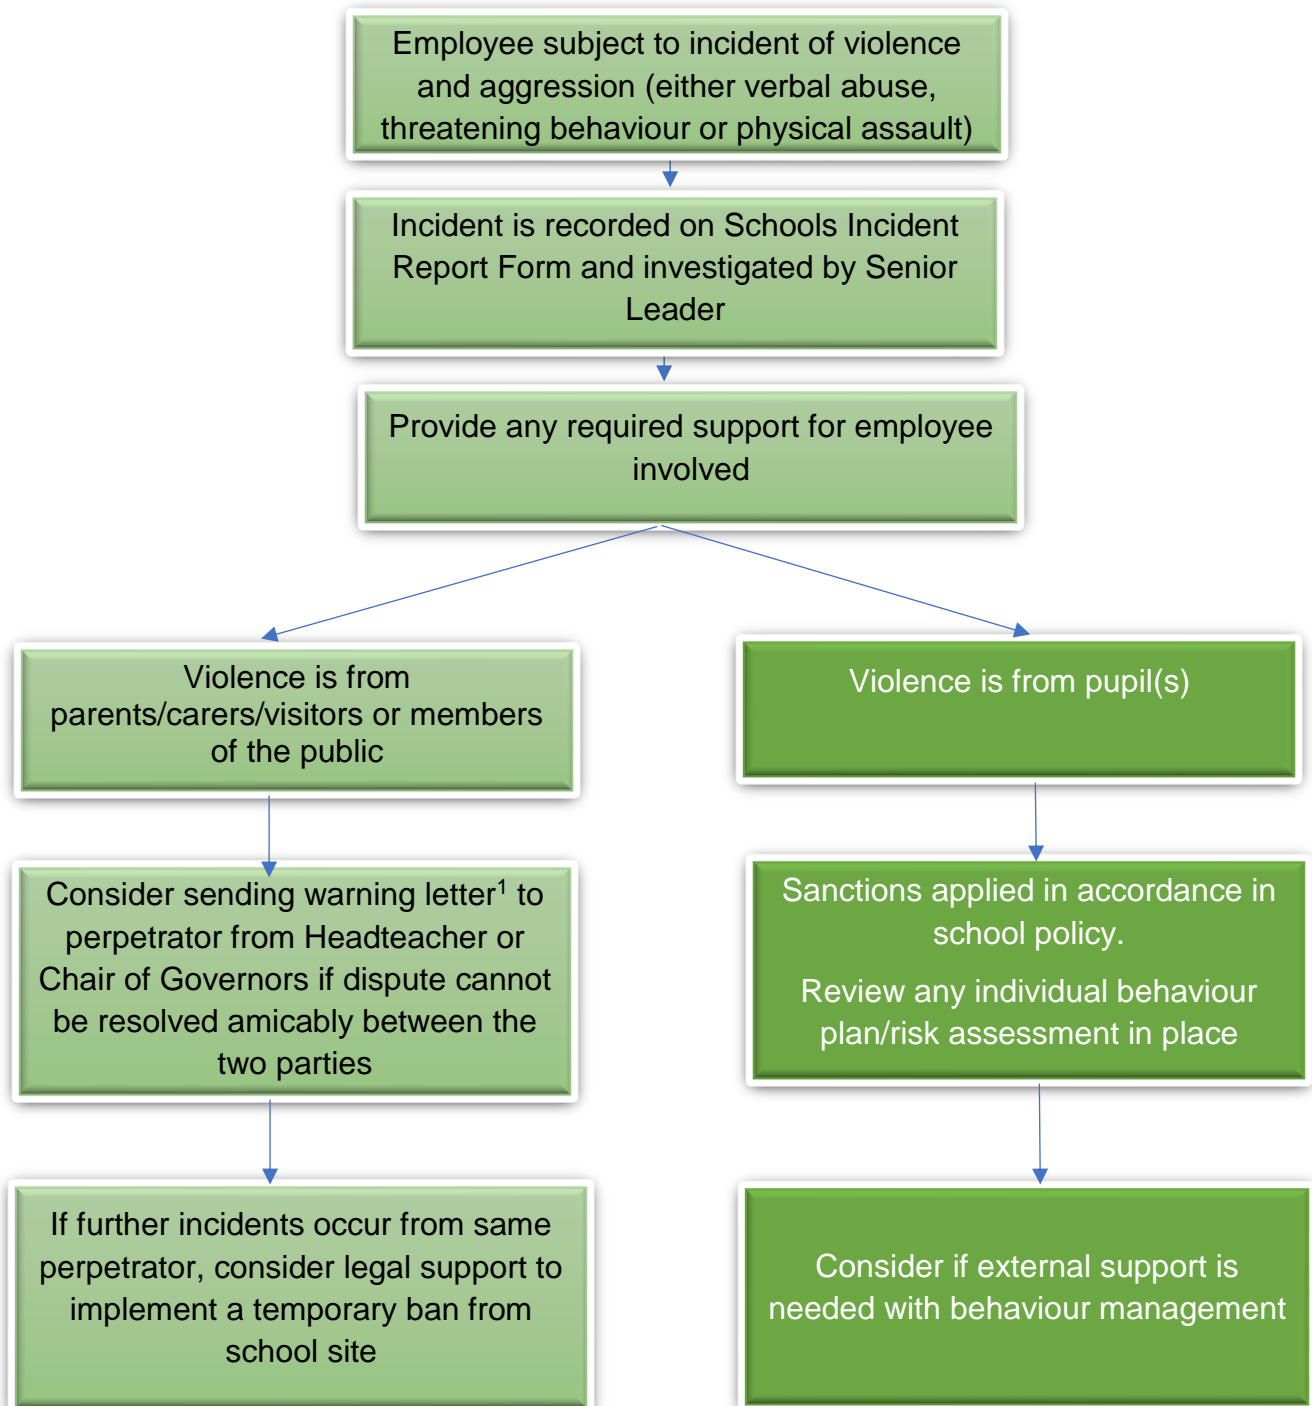 Employee subject to incident of violence
and aggression (either verbal abuse,
threatening behaviour or physical assault)
Incident is recorded on Schools Incident
Report Form and investigated by Senior
Leader
Provide any required support for employee
involved
Violence is from
parents/carers/visitors or members
of the public
Consider sending warning letter¹ to
perpetrator from Headteacher or
Chair of Governors if dispute cannot
be resolved amicably between the
two parties
If further incidents occur from same
perpetrator, consider legal support to
implement a temporary ban from
school site
Violence is from pupil(s)
Sanctions applied in accordance in
school policy.
Review any individual behaviour
plan/risk assessment in place
Consider if external support is
needed with behaviour management